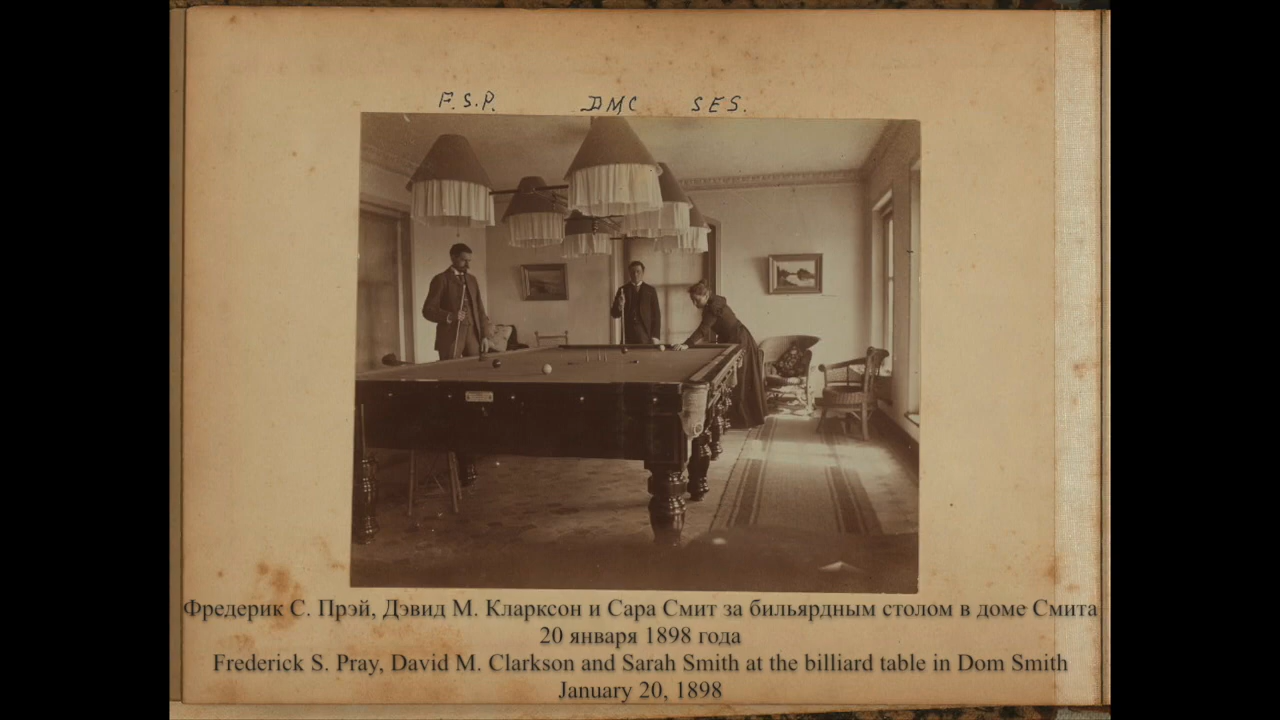 F.S.P. DMC SES.
Фредерик С. Прэй, Дэвид М. Кларксон и Сара Смит за бильярдным столом в доме Смита
20 января 1898 года
Frederick S. Pray, David M. Clarkson and Sarah Smith at the billiard table in Dom Smith
January 20, 1898